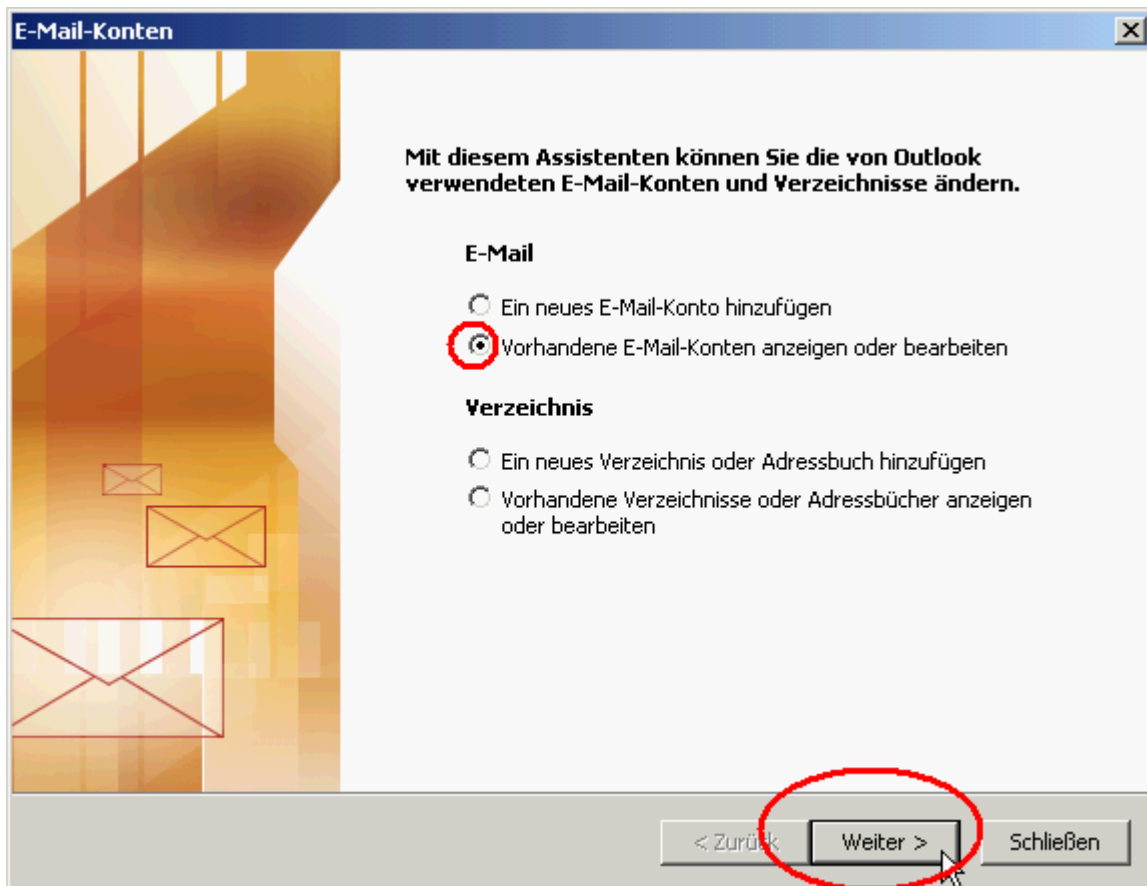 E-Mail-Konten
Mit diesem Assistenten können Sie die von Outlook
verwendeten E-Mail-Konten und Verzeichnisse ändern.
E-Mail
Ein neues E-Mail-Konto hinzufügen
Vorhandene E-Mail-Konten anzeigen oder bearbeiten
Verzeichnis
Ein neues Verzeichnis oder Adressbuch hinzufügen
Vorhandene Verzeichnisse oder Adressbücher anzeigen
oder bearbeiten
< Zurück Weiter > Schließen